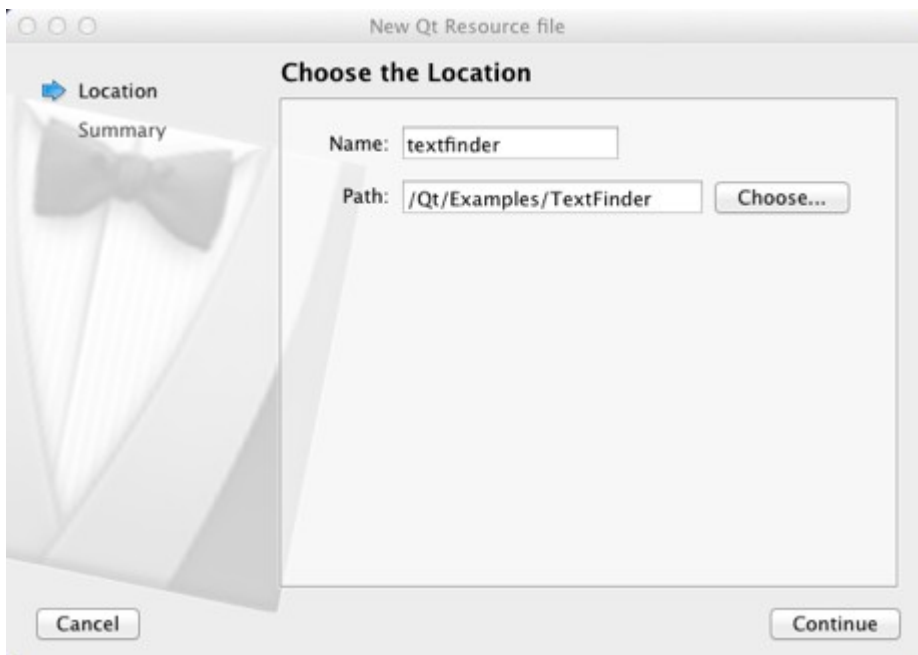 New Qt Resource file
Location
Summary
Choose the Location
Name: textfinder
Path: /Qt/Examples/TextFinder Choose...
Cancel Continue